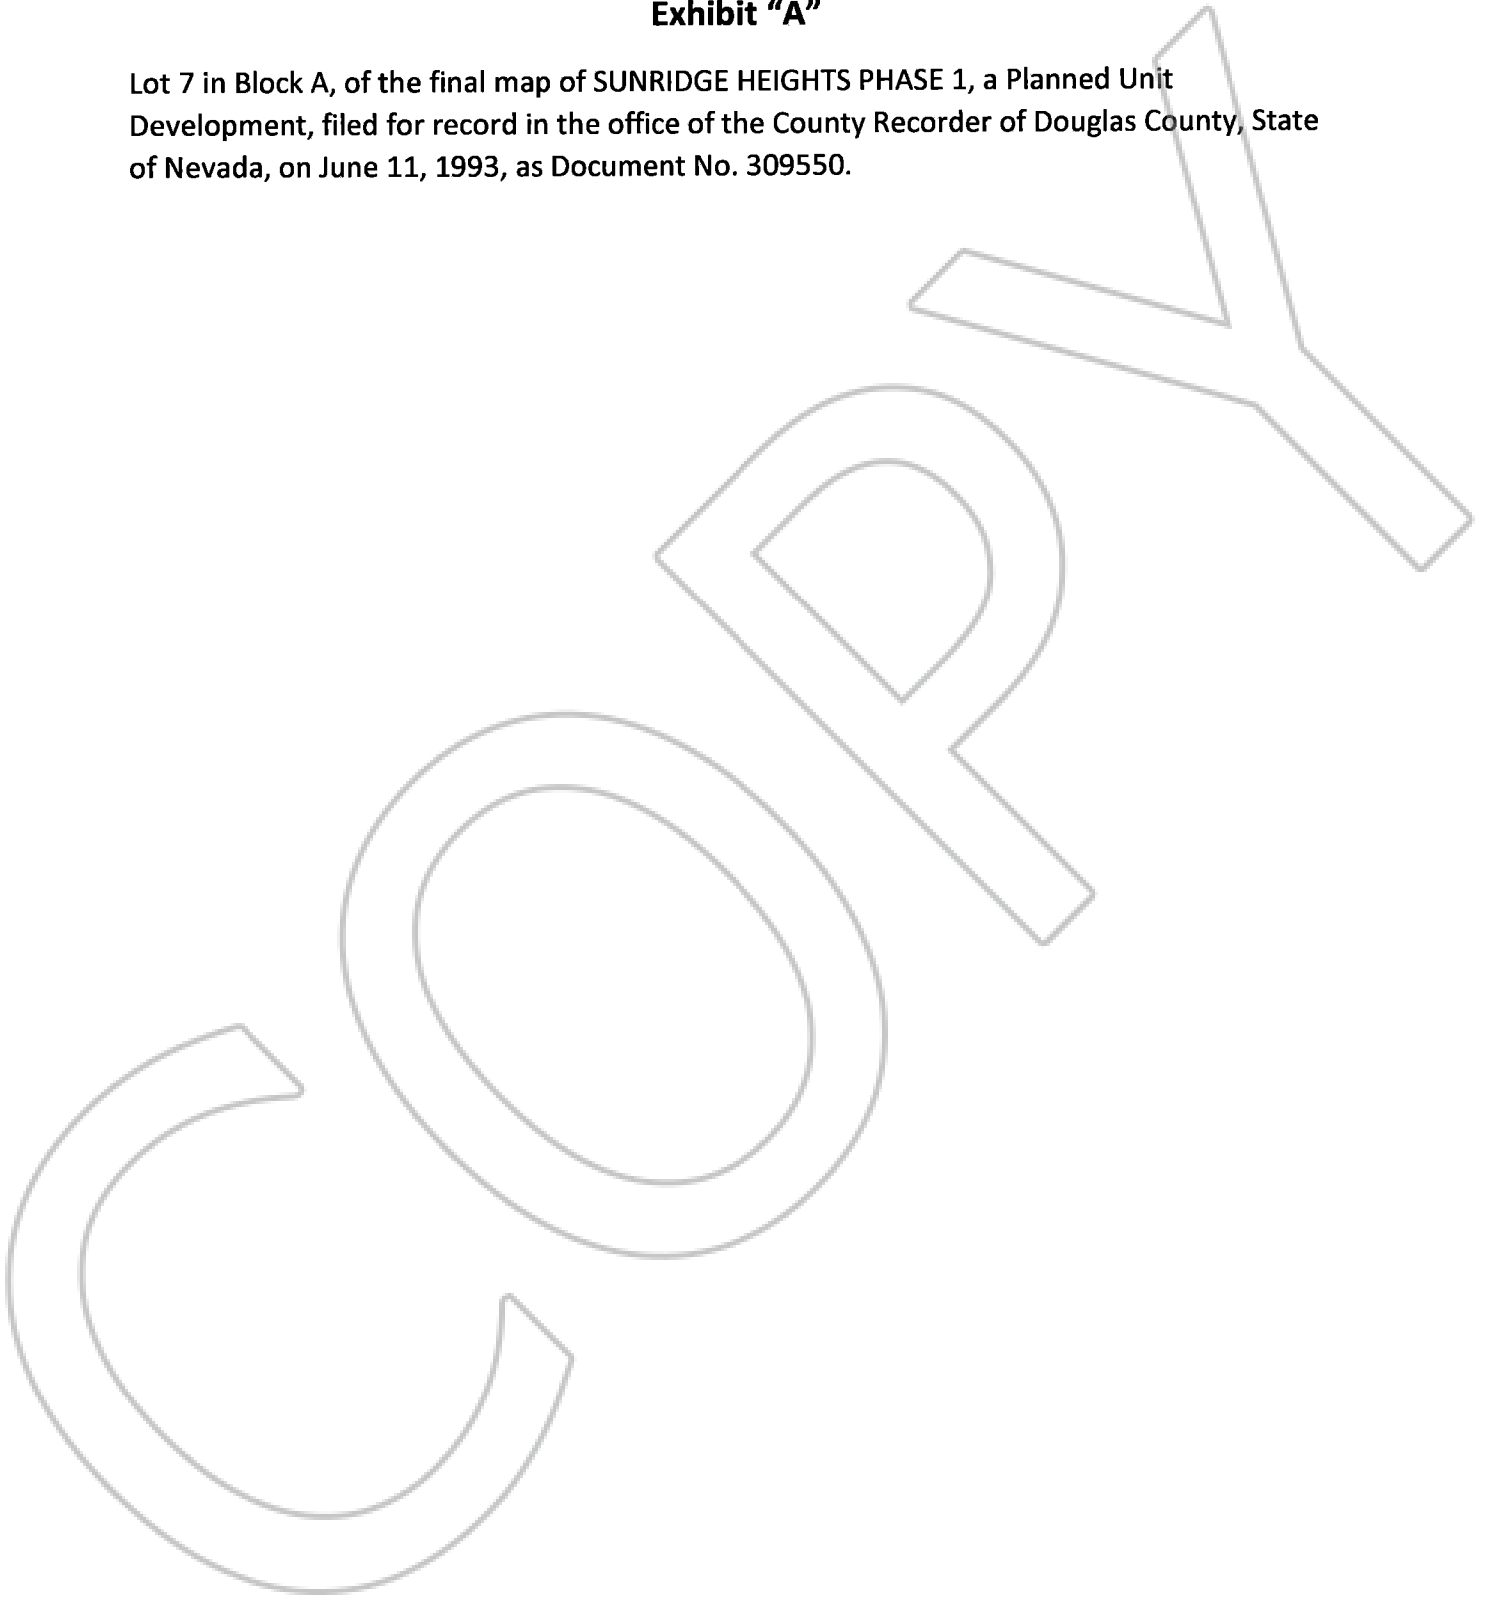 Exhibit “A”
Lot 7 in Block A, of the final map of SUNRIDGE HEIGHTS PHASE 1, a Planned Unit
Development, filed for record in the office of the County Recorder of Douglas County, State
of Nevada, on June 11, 1993, as Document No. 309550.
COPY